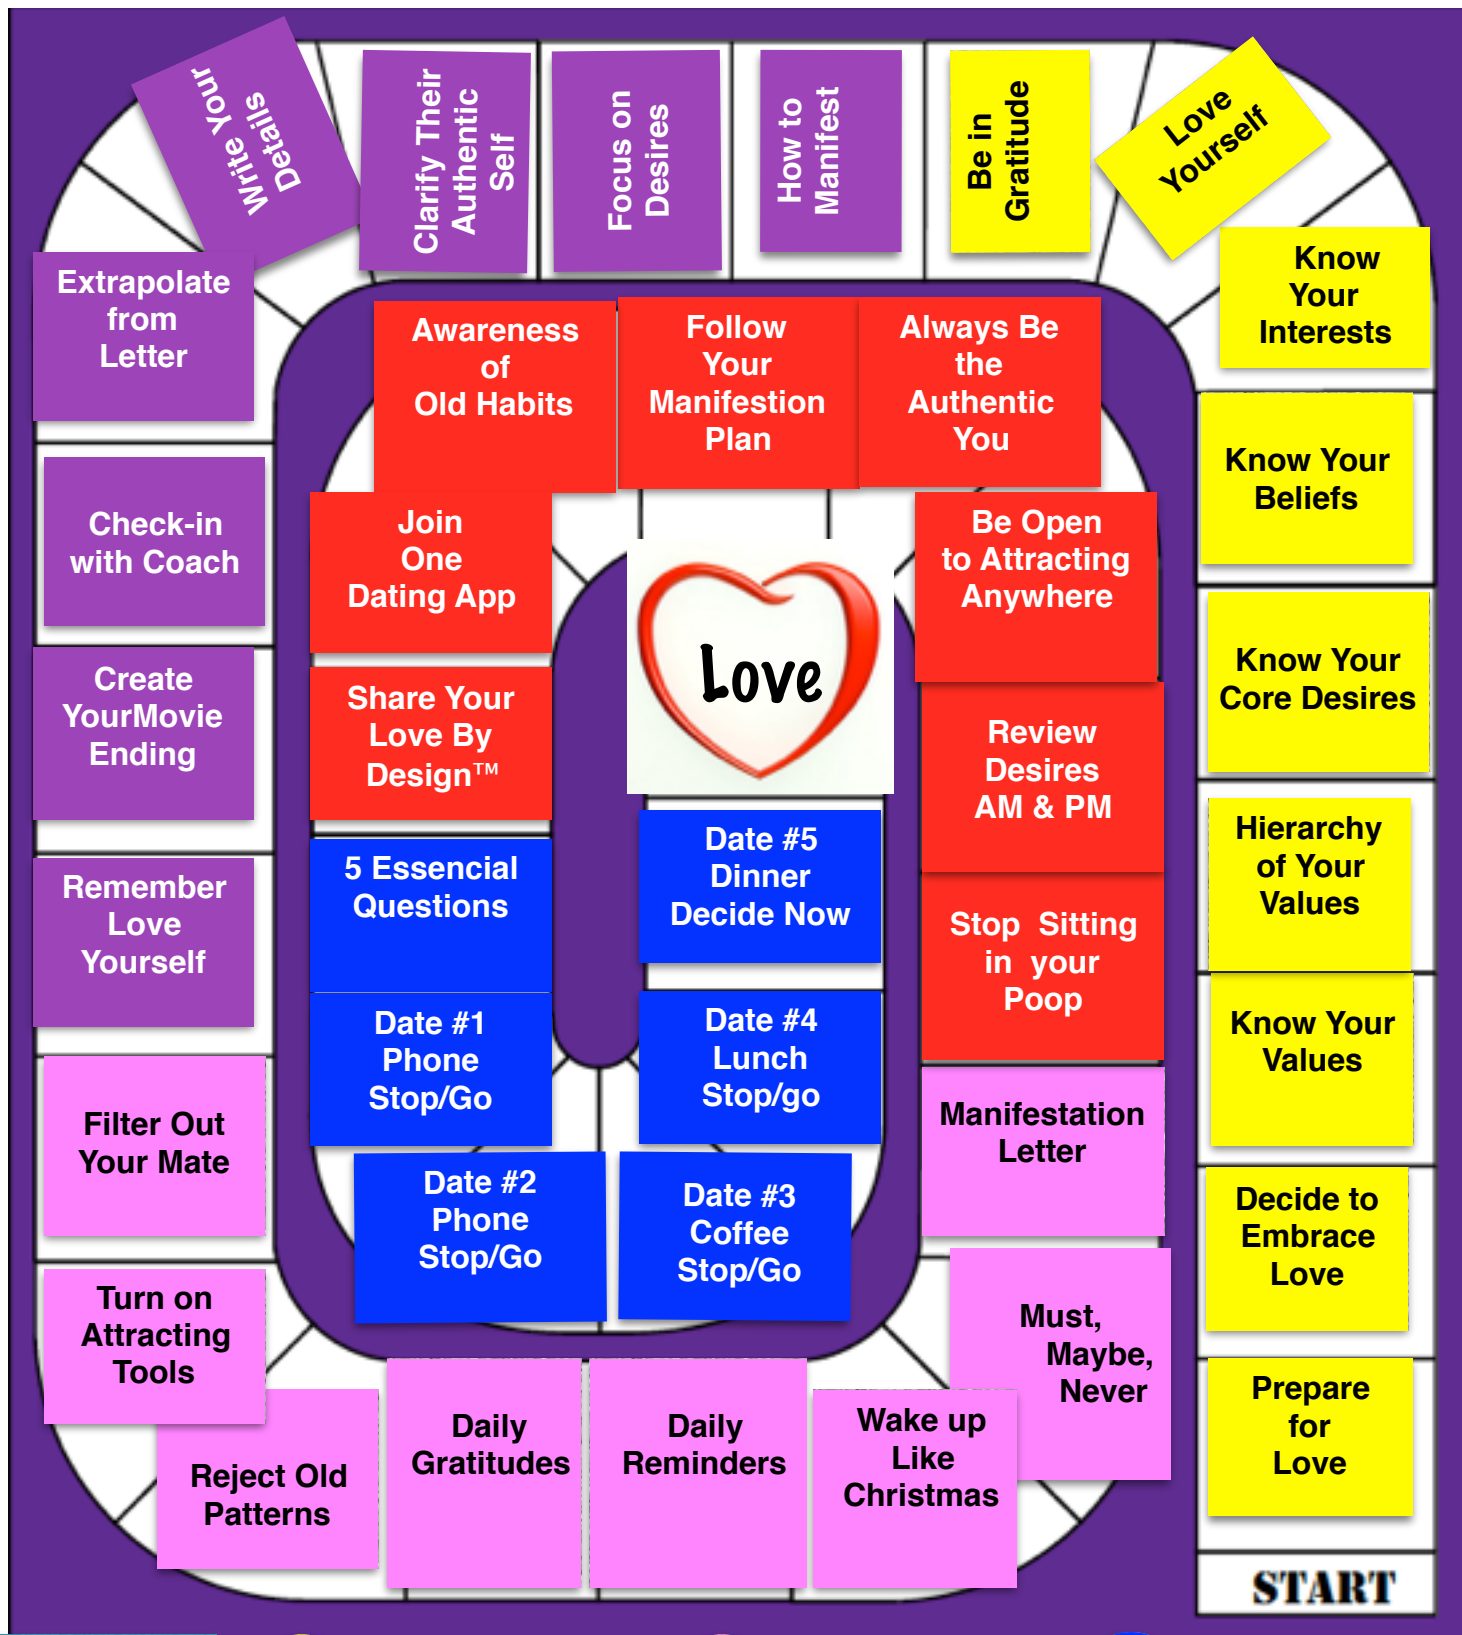 START
Prepare
for
Love
Decide to
Embrace
Love
Know Your
Values
Hierarchy
of Your
Values
Know Your
Core Desires
Know Your
Beliefs
Know
Your
Interests
Love
Yourself
Be in
Gratitude
How to
Manifest
Focus on
Desires
Clarify Their
Authentic
Self
Write Your
Details
Extrapolate
from
Letter
Check-in
with Coach
Create
YourMovie
Ending
Remember
Love
Yourself
Filter Out
Your Mate
Turn on
Attracting
Tools
Reject Old
Patterns
Daily
Gratitudes
Daily
Reminders
Wake up
Like
Christmas
Must,
Maybe,
Never
Manifestation
Letter
Stop Sitting
in your
Poop
Review
Desires
AM & PM
Be Open
to Attracting
Anywhere
Always Be
the
Authentic
You
Follow
Your
Manifestion
Plan
Awareness
of
Old Habits
Join
One
Dating App
Share Your
Love By
Design™
5 Essencial
Questions
Date #1
Phone
Stop/Go
Date #2
Phone
Stop/Go
Date #3
Coffee
Stop/Go
Date #4
Lunch
Stop/go
Date #5
Dinner
Decide Now
Love